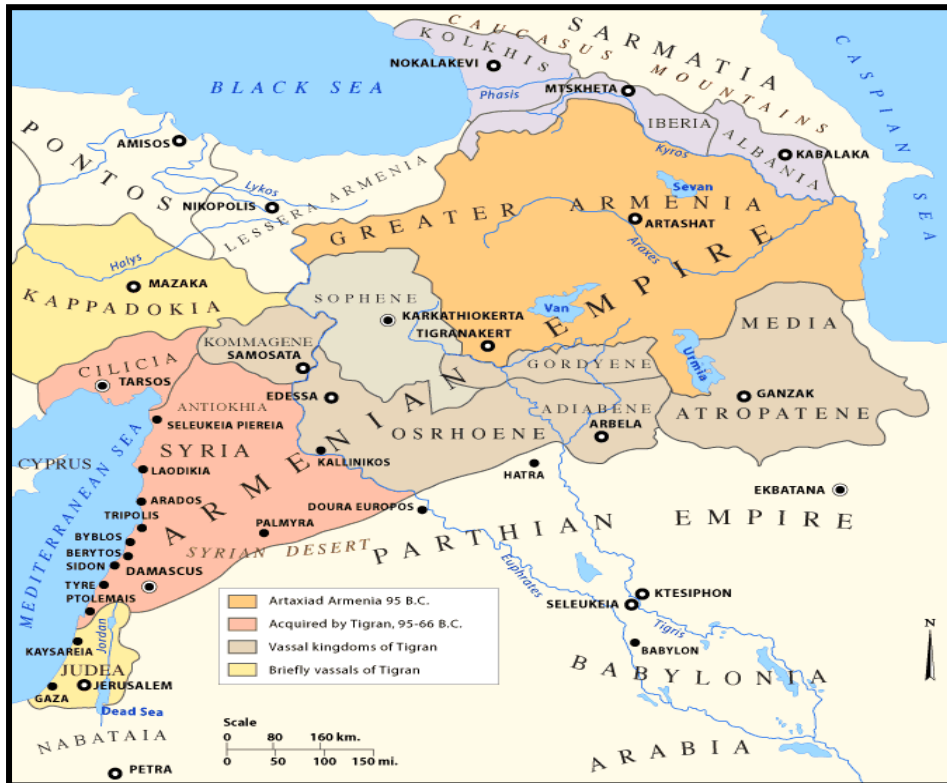 SARMATIA
CAUCASUS MOUNTAINS
CASPIAN SEA
KOLKHIS
NOKALAKEVI
Phasis
MTSKHETA
BLACK SEA
IBERIA
ALBANIA
KABALAKA
Kyros
PONTOS
AMISOS
Lykos
NIKOPOLIS
LESSERA ARMENIA
Halys
GREATER ARMENIA
Sevan
ARTASHAT
Araxes
ARMENIAN EMPIRE
MAZAKA
KAPPADOKIA
SOPHENE
KARKATHIOKERTA
TIGRANAKERT
Van
MEDIA
ATROPATENE
Urmia
GANZAK
KOMMAGENE
SAMOSATA
GORDYENE
CILICIA
TARSOS
EDESSA
ADIABENE
ARBELA
OSRHOENE
ANTIOKHIA
SELEUKEIA PIEREIA
SYRIA
KALLINIKOS
HATRA
MEDITERRANEAN SEA
CYPRUS
LAODIKIA
ARADOS
TRIPOLIS
BYBLOS
BERYTOS
SIDON
DAMASCUS
TYRE
PTOLEMAIS
DOURA EUROPOS
PALMYRA
SYRIAN DESERT
EKBATANA
PARTHIAN EMPIRE
Euphrates
KTESIPHON
SELEUKEIA
Tigris
BABYLON
BABYLONIA
ARABIA
KAYSAREIA
Jordan
JUDEA
JERUSALEM
GAZA
Dead Sea
NABATAIA
PETRA
Artaxiad Armenia 95 B.C.
Acquired by Tigran, 95-66 B.C.
Vassal kingdoms of Tigran
Briefly vassals of Tigran
Scale
0 80 160 km.
0 50 100 150 mi.
N